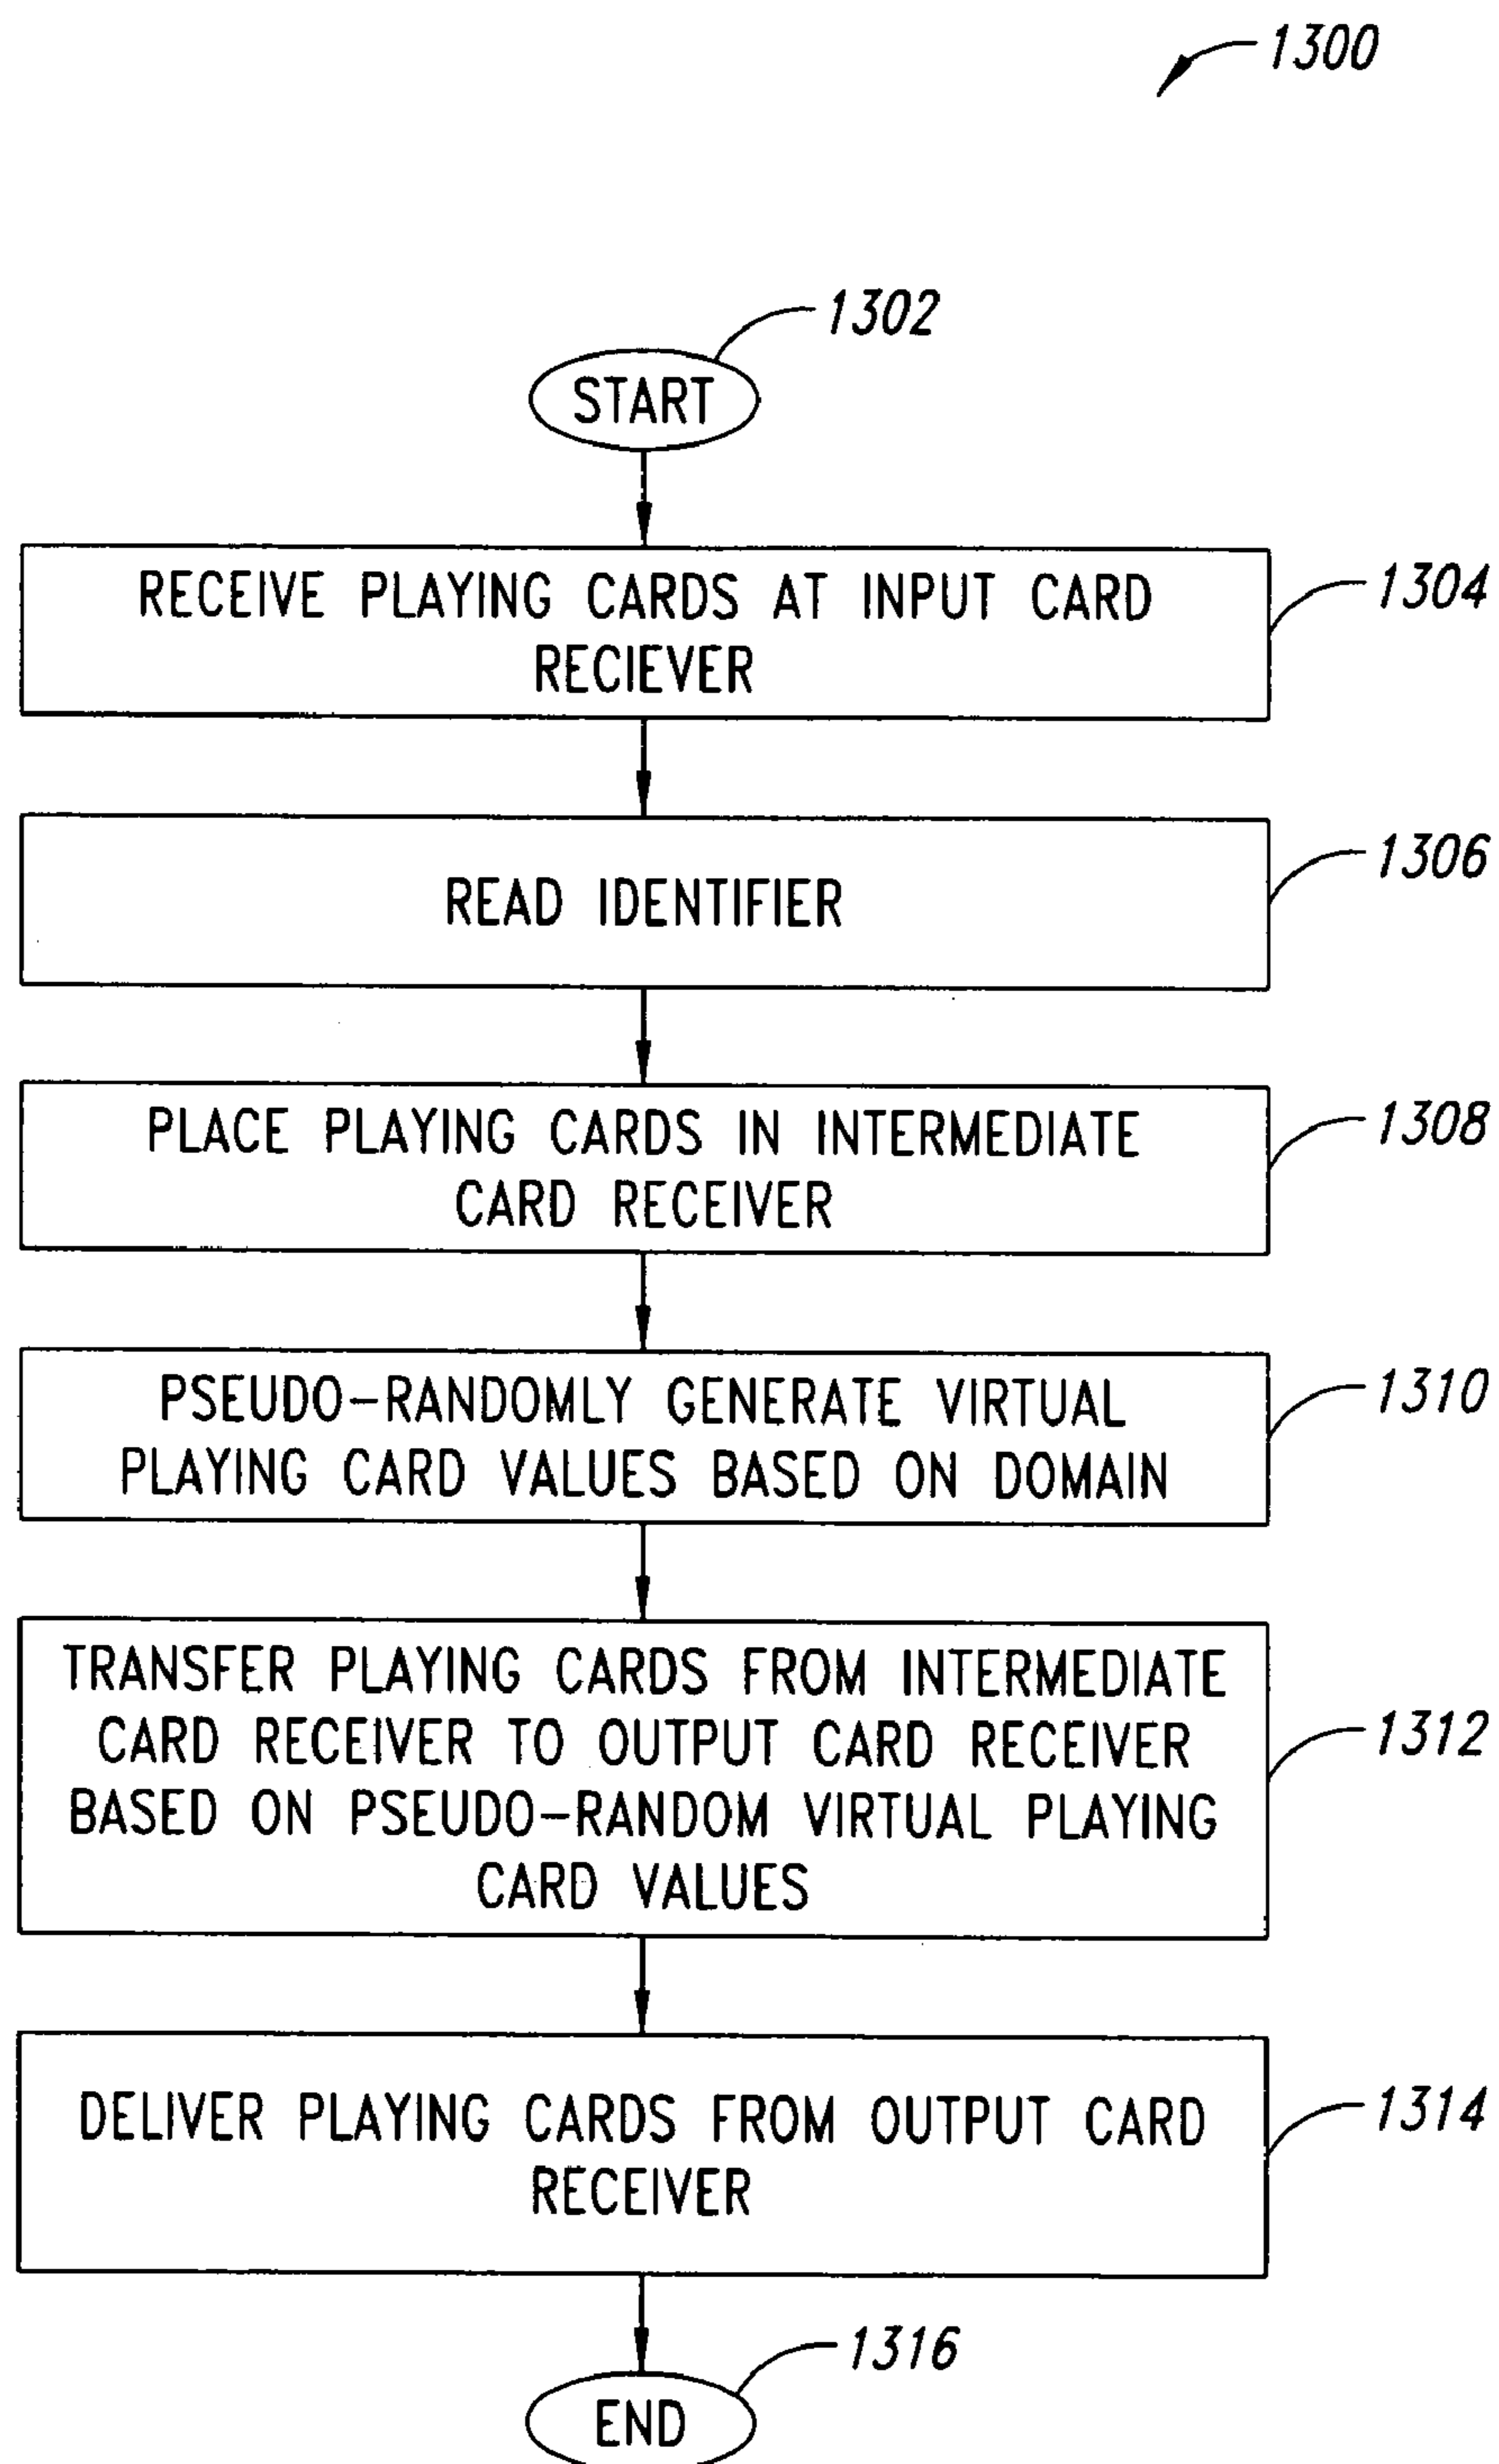 1300
1302
START
RECEIVE PLAYING CARDS AT INPUT CARD
RECIEVER
1304
READ IDENTIFIER
1306
PLACE PLAYING CARDS IN INTERMEDIATE
CARD RECEIVER
1308
PSEUDO-RANDOMLY GENERATE VIRTUAL
PLAYING CARD VALUES BASED ON DOMAIN
1310
TRANSFER PLAYING CARDS FROM INTERMEDIATE
CARD RECEIVER TO OUTPUT CARD RECEIVER
BASED ON PSEUDO-RANDOM VIRTUAL PLAYING
CARD VALUES
1312
DELIVER PLAYING CARDS FROM OUTPUT CARD
RECEIVER
1314
1316
END